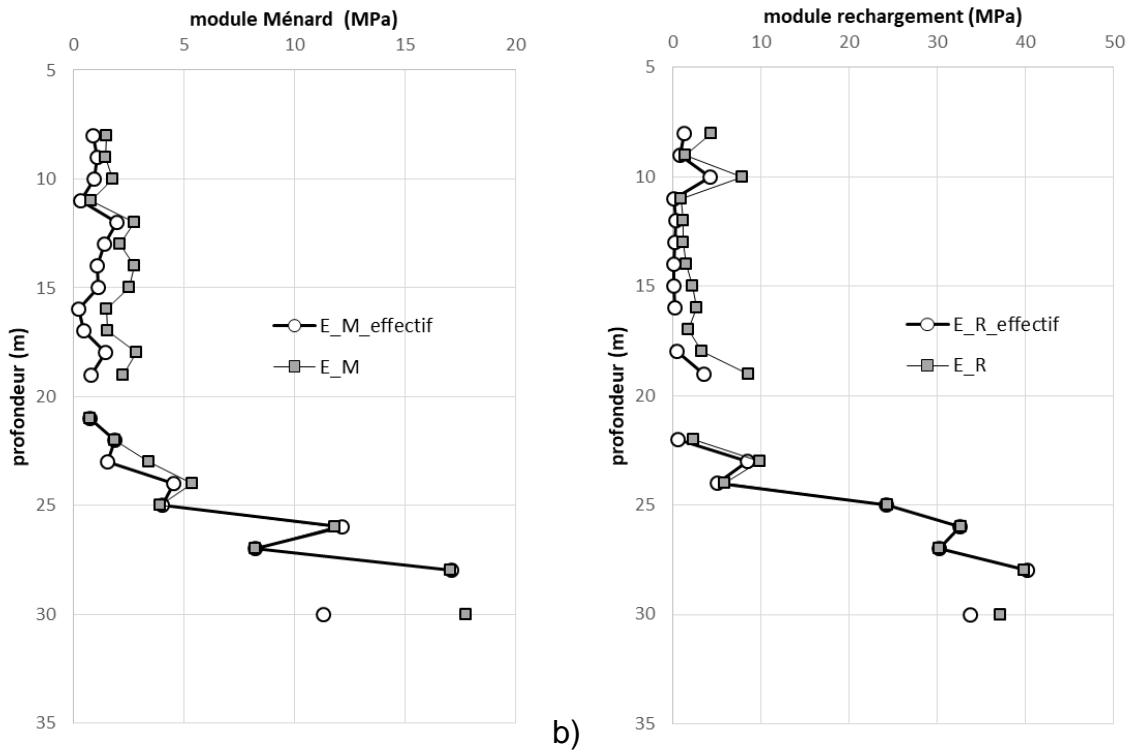 module Ménard (MPa)
0 5 10 15 20
5
10
15
20
25
30
35
profondeur (m)
E_M_effectif
E_M
module rechargement (MPa)
0 10 20 30 40 50
5
10
15
20
25
30
35
profondeur (m)
E_R_effectif
E_R
b)